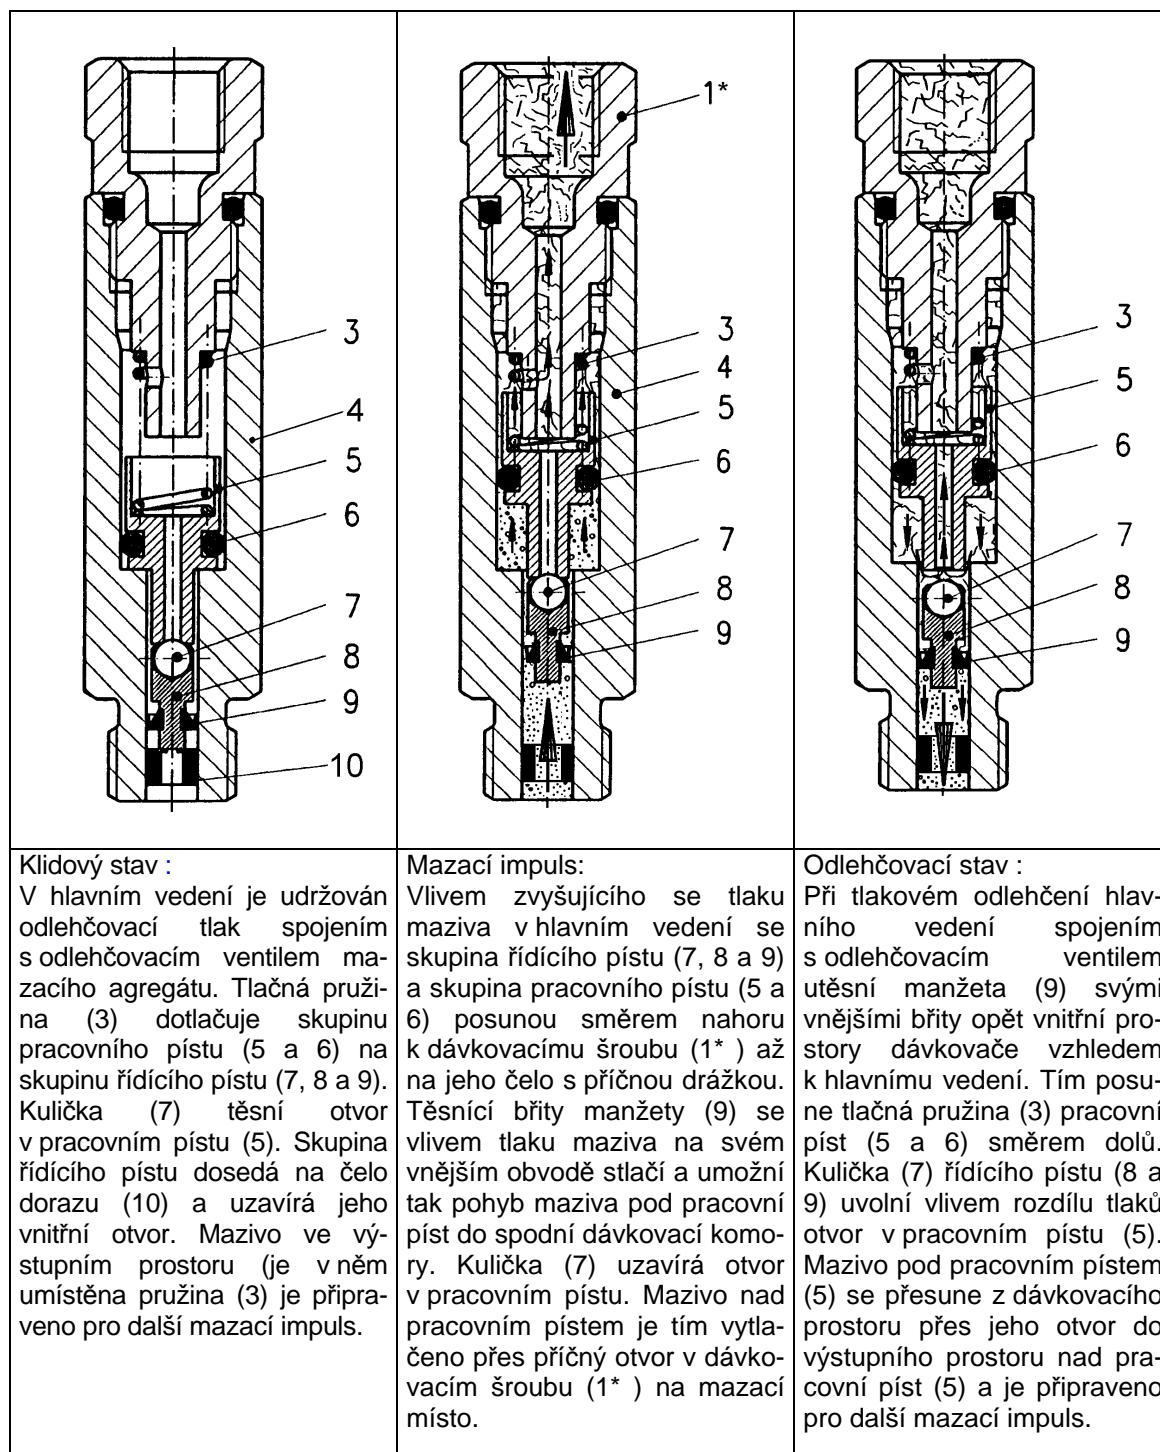 3
4
5
6
7
8
9
10
1*
3
4
5
6
7
8
9
3
5
6
7
8
9
Klidový stav :
V hlavním vedení je udržován
odlehčovací tlak spojením
s odlehčovacím ventilem ma-
zacího agregátu. Tlačná pruži-
na (3) dotlačuje skupinu
pracovního pístu (5 a 6) na
skupinu řídícího pístu (7, 8 a 9).
Kulička (7) těsní otvor
v pracovním pístu (5). Skupina
řídícího pístu dosedá na čelo
dorazu (10) a uzavírá jeho
vnitřní otvor. Mazivo ve vý-
stupním prostoru (je v něm
umístěna pružina (3) je připra-
veno pro další mazací impuls.
Mazací impuls:
Vlivem zvyšujícího se tlaku
maziva v hlavním vedení se
skupina řídícího pístu (7, 8 a 9)
a skupina pracovního pístu (5 a
6) posunou směrem nahoru
k dávkovacímu šroubu (1* ) až
na jeho čelo s příčnou drážkou.
Těsnící břity manžety (9) se
vlivem tlaku maziva na svém
vnějším obvodě stlačí a umožní
tak pohyb maziva pod pracovní
píst do spodní dávkovací komo-
ry. Kulička (7) uzavírá otvor
v pracovním pístu. Mazivo nad
pracovním pístem je tím vytla-
čeno přes příčný otvor v dávko-
vacím šroubu (1* ) na mazací
místo.
Odlehčovací stav :
Při tlakovém odlehčení hlav-
ního vedení spojením
s odlehčovacím ventilem
utěsní manžeta (9) svými
vnějšími břity opět vnitřní pro-
story dávkovače vzhledem
k hlavnímu vedení. Tím posu-
ne tlačná pružina (3) pracovní
píst (5 a 6) směrem dolů.
Kulička (7) řídícího pístu (8 a
9) uvolní vlivem rozdílu tlaků
otvor v pracovním pístu (5).
Mazivo pod pracovním pístem
(5) se přesune z dávkovacího
prostoru přes jeho otvor do
výstupního prostoru nad pra-
covní píst (5) a je připraveno
pro další mazací impuls.